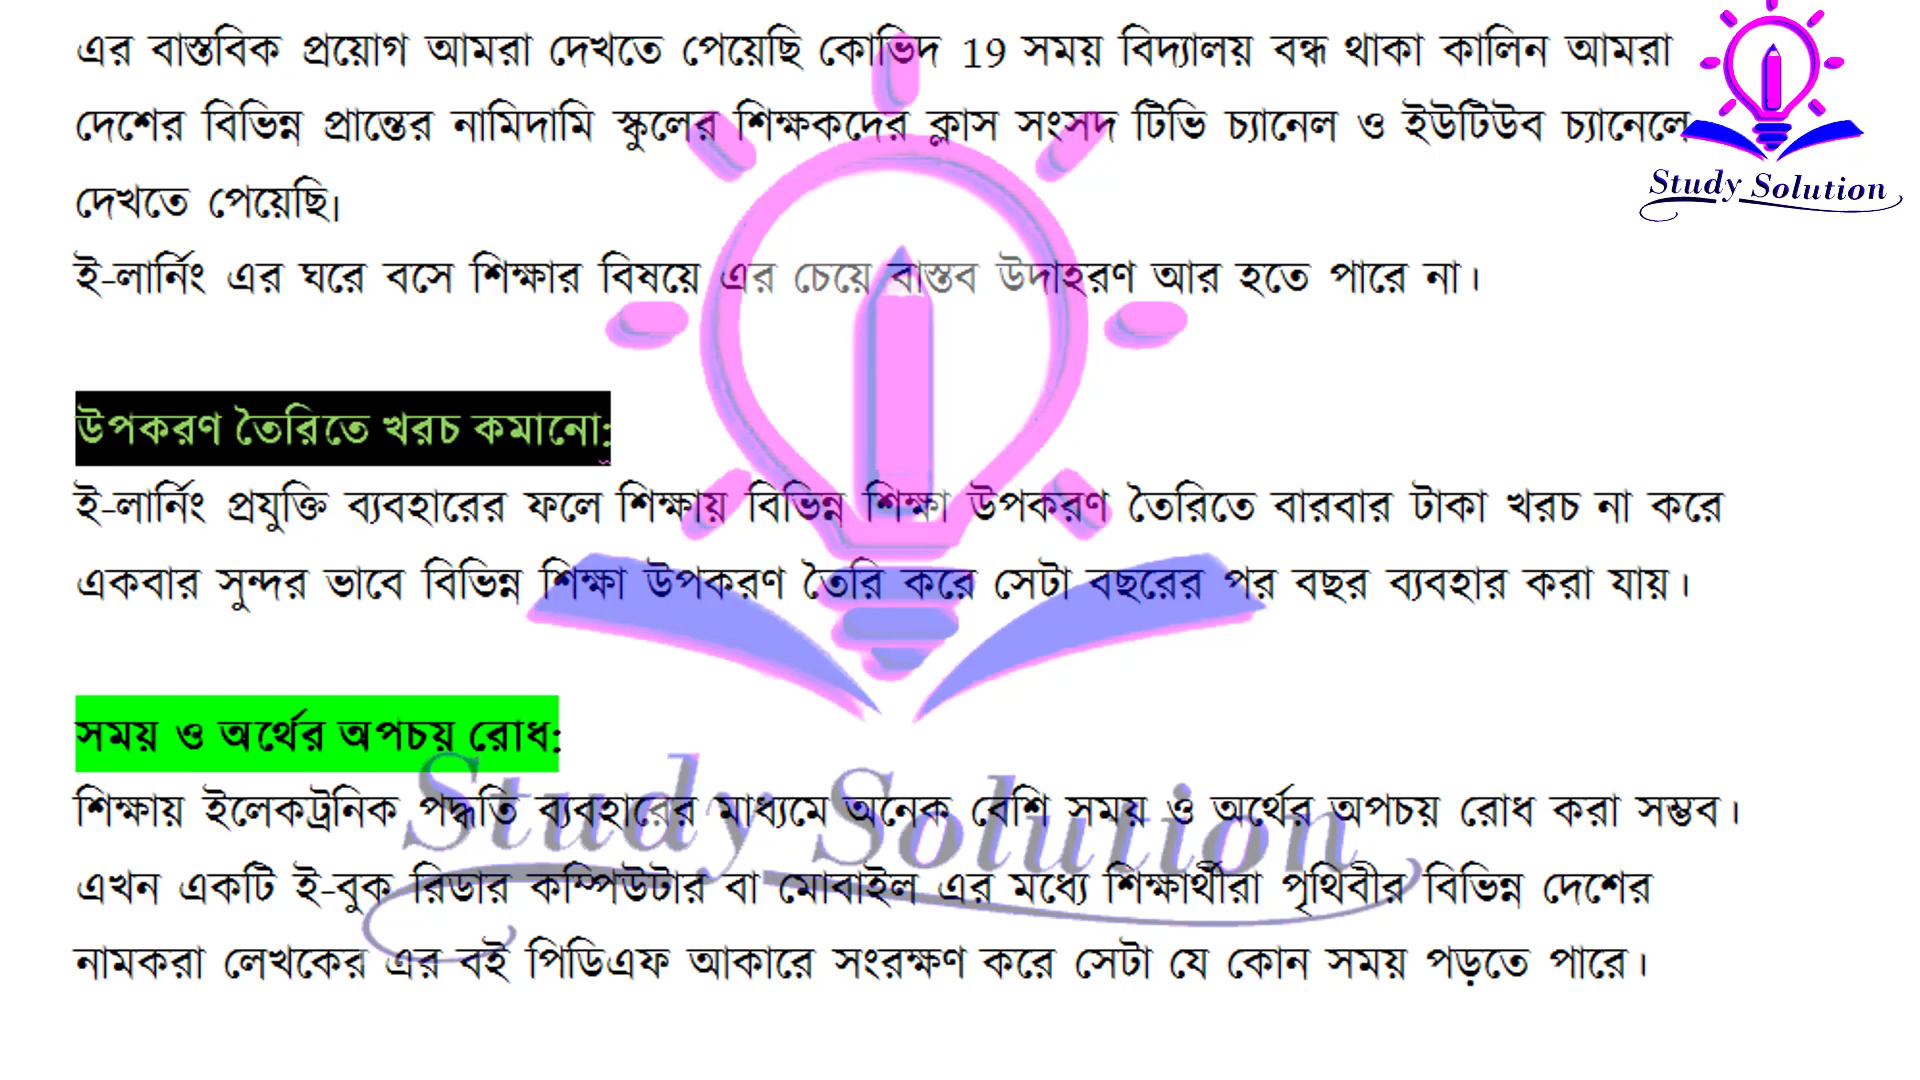 এর বাস্তবিক প্রয়োগ আমরা দেখতে পেয়েছি কোভিদ 19 সময় বিদ্যালয় বন্ধ থাকা কালিন আমরা
দেশের বিভিন্ন প্রান্তের নামিদামি স্কুলের শিক্ষকদের ক্লাস সংসদ টিভি চ্যানেল ও ইউটিউব চ্যানেলে
দেখতে পেয়েছি।
ই-লার্নিং এর ঘরে বসে শিক্ষার বিষয়ে এর চেয়ে বাস্তব উদাহরণ আর হতে পারে না।
উপকরণ তৈরিতে খরচ কমানো:
ই-লার্নিং প্রযুক্তি ব্যবহারের ফলে শিক্ষায় বিভিন্ন শিক্ষা উপকরণ তৈরিতে বারবার টাকা খরচ না করে
একবার সুন্দর ভাবে বিভিন্ন শিক্ষা উপকরণ তৈরি করে সেটা বছরের পর বছর ব্যবহার করা যায়।
সময় ও অর্থের অপচয় রোধ:
শিক্ষায় ইলেকট্রনিক পদ্ধতি ব্যবহারের মাধ্যমে অনেক বেশি সময় ও অর্থের অপচয় রোধ করা সম্ভব।
এখন একটি ই-বুক রিডার কম্পিউটার বা মোবাইল এর মধ্যে শিক্ষার্থীরা পৃথিবীর বিভিন্ন দেশের
নামকরা লেখকের এর বই পিডিএফ আকারে সংরক্ষণ করে সেটা যে কোন সময় পড়তে পারে।
Study Solution
Study Solution